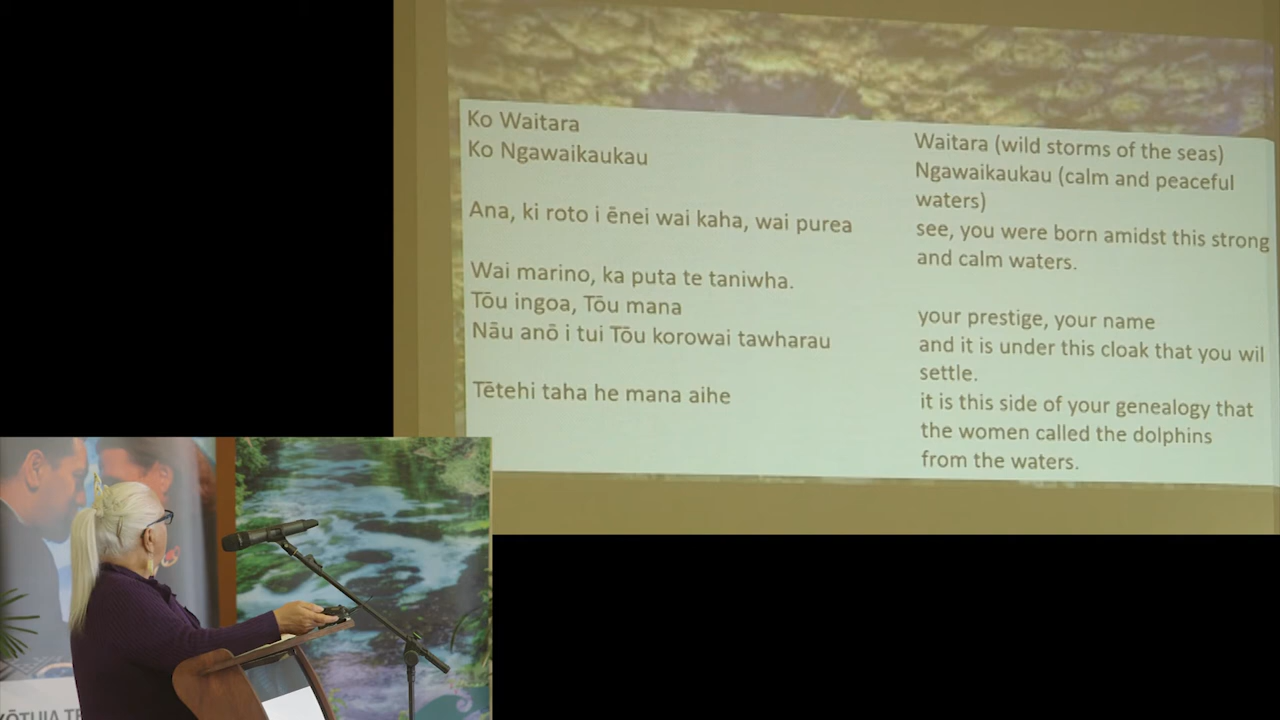 Ko Waitara
Ko Ngawaikaukau
Ana, ki roto i ēnei wai kaha, wai purea
Wai marino, ka puta te taniwha.
Tōu ingoa, Tōu mana
Nāu anō i tui Tōu korowai tawharau
Tētehi taha he mana aihe
Waitara (wild storms of the seas)
Ngawaikaukau (calm and peaceful
waters)
see, you were born amidst this strong
and calm waters.
your prestige, your name
and it is under this cloak that you wil
settle.
it is this side of your genealogy that
the women called the dolphins
from the waters.
KŌTUIA TE